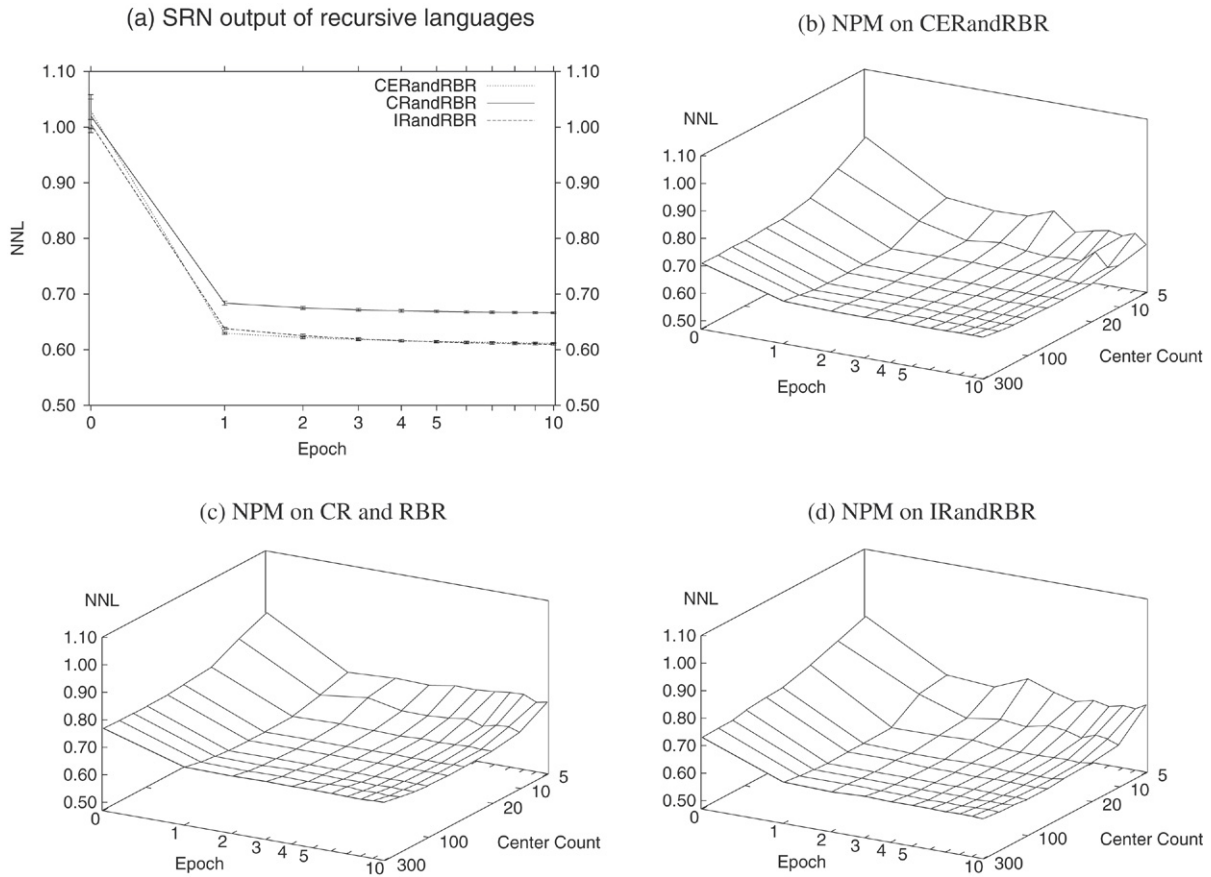 (a) SRN output of recursive languages
1.10 1.10
CERandRBR
CRandRBR
IRandRBR
1.00 1.00
0.90 0.90
0.80 0.80
0.70 0.70
0.60 0.60
0.50 0.50
NNL
0 1 2 3 4 5 10
Epoch
(b) NPM on CERandRBR
NNL
1.10
1.00
0.90
0.80
0.70
0.60
0.50
0 1 2 3 4 5 10
Epoch
300 100 20 10 5
Center Count
(c) NPM on CR and RBR
NNL
1.10
1.00
0.90
0.80
0.70
0.60
0.50
0 1 2 3 4 5 10
Epoch
300 100 20 10 5
Center Count
(d) NPM on IRandRBR
NNL
1.10
1.00
0.90
0.80
0.70
0.60
0.50
0 1 2 3 4 5 10
Epoch
300 100 20 10 5
Center Count